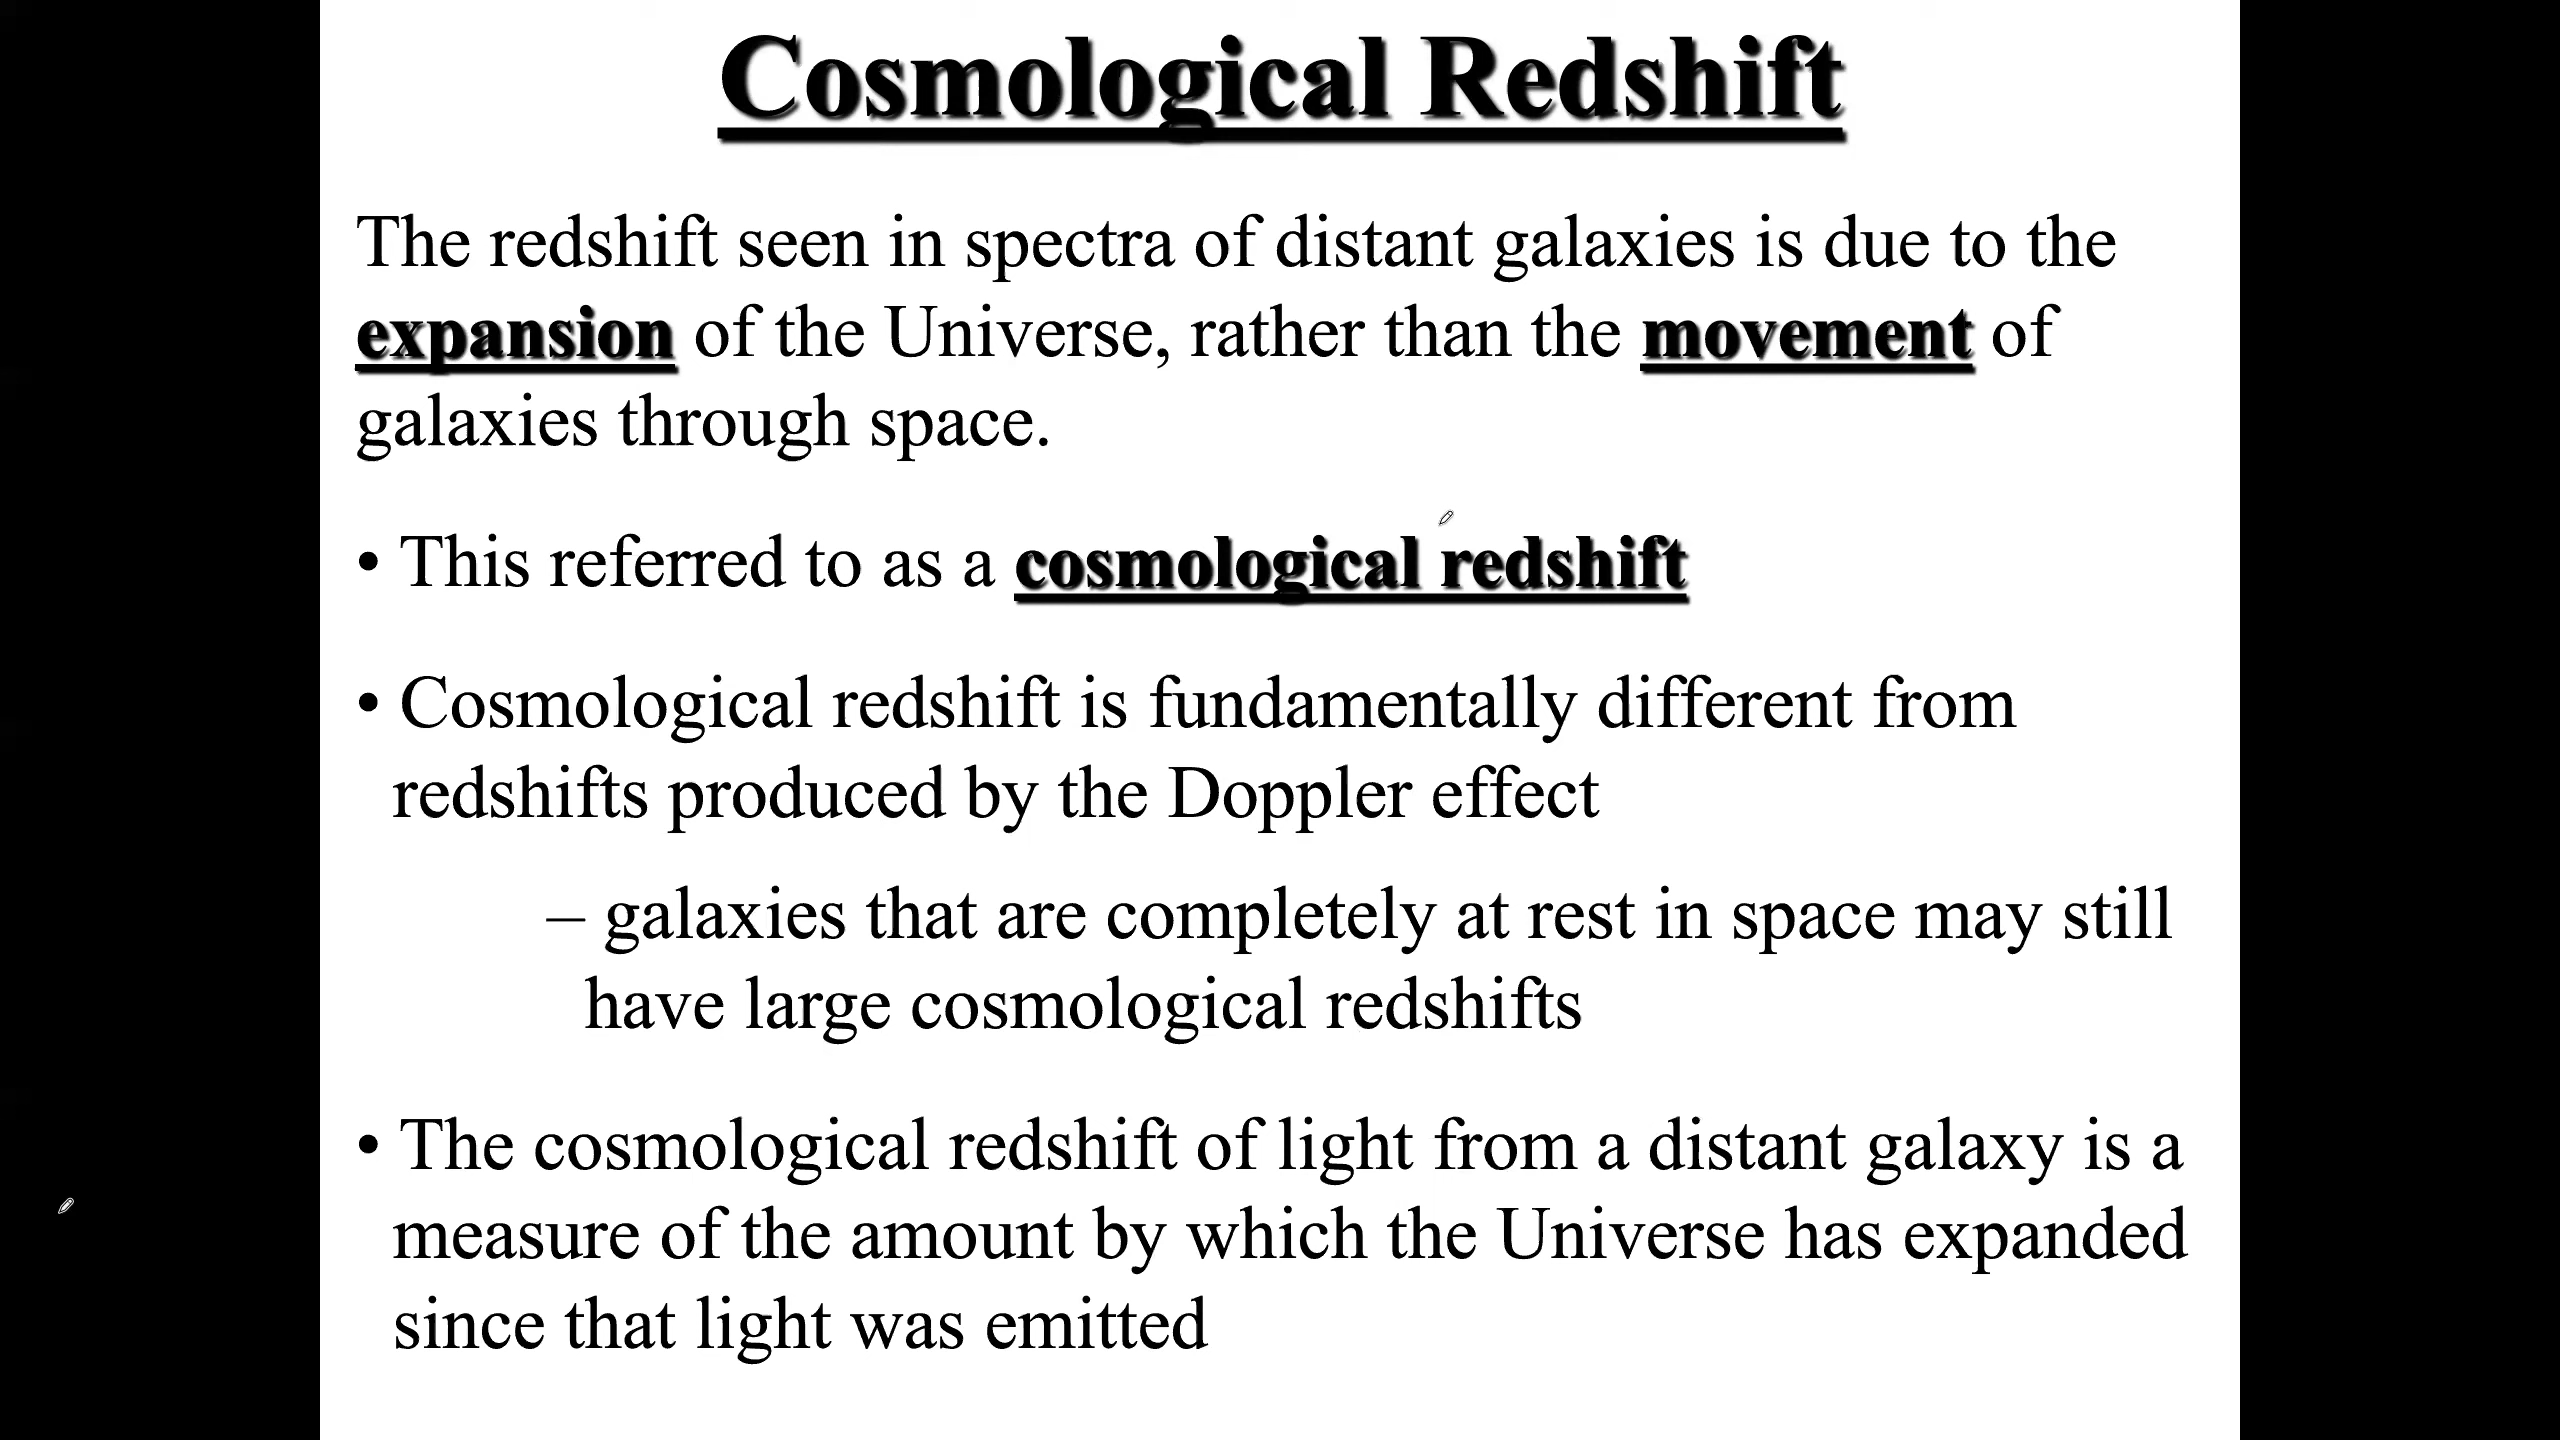 Cosmological Redshift
The redshift seen in spectra of distant galaxies is due to the
expansion of the Universe, rather than the movement of
galaxies through space.
• This referred to as a cosmological redshift
• Cosmological redshift is fundamentally different from
redshifts produced by the Doppler effect
– galaxies that are completely at rest in space may still
have large cosmological redshifts
• The cosmological redshift of light from a distant galaxy is a
measure of the amount by which the Universe has expanded
since that light was emitted